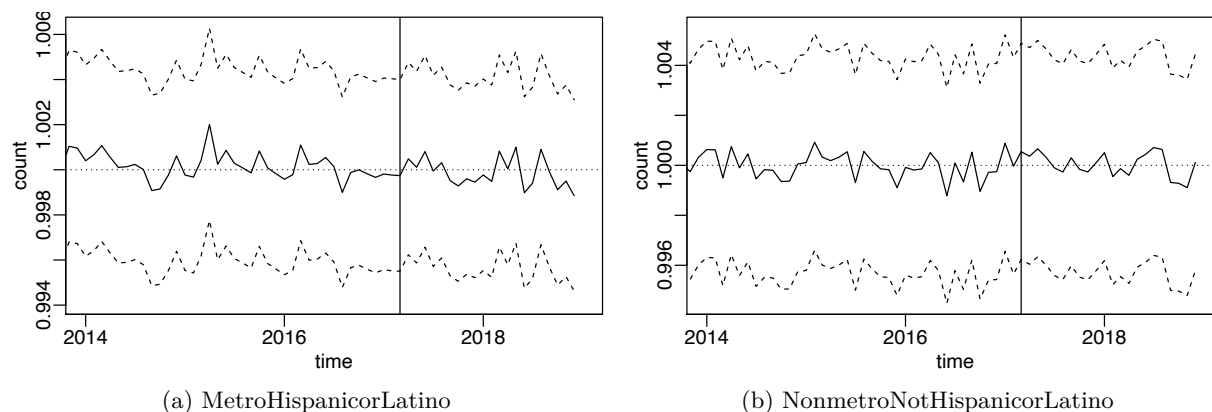 1.006
1.002
0.998
0.994
count
2014 2016 2018
time
(a) MetroHispanicorLatino
1.004
1.000
0.996
count
2014 2016 2018
time
(b) NonmetroNotHispanicorLatino